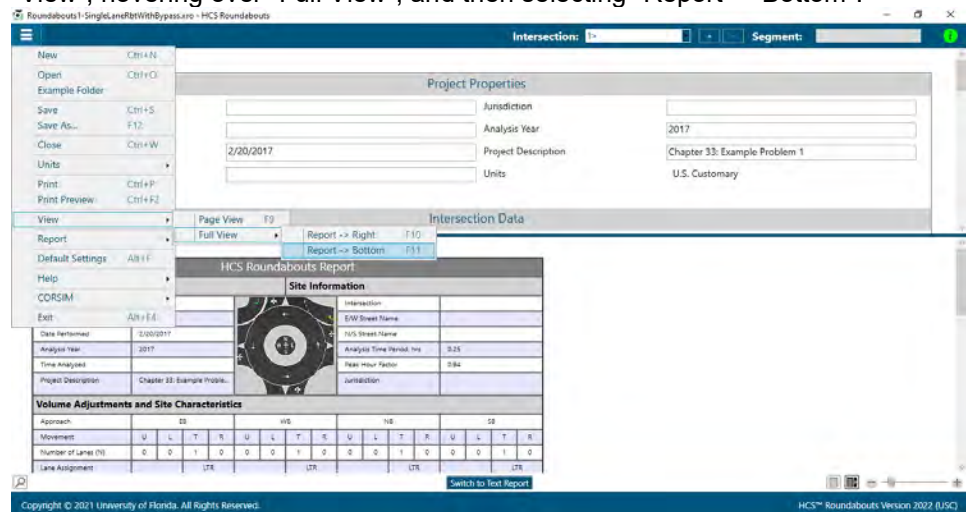 View", hovering over "Full View", and then selecting "Report -> Bottom".
Roundabouts1-SingleLaneRbtWithBypass.xro - HCS Roundabouts
Intersection: 1> Segment:
New Ctrl+N
Open Ctrl+O
Example Folder
Save Ctrl+S
Save As... F12
Close Ctrl+W
Units
Print Ctrl+P
Print Preview Ctrl+F2
View
Report
Default Settings Alt+F
Help
CORSIM
Exit Alt+F4
Page View F9
Full View
Report -> Right F10
Report -> Bottom F11
Project Properties
Jurisdiction
Analysis Year 2017
2/20/2017 Project Description Chapter 33: Example Problem 1
Units U.S. Customary
Intersection Data
HCS Roundabouts Report
Site Information
Intersection
E/W Street Name
Date Performed 2/20/2017 N/S Street Name
Analysis Year 2017 Analysis Time Period, hrs 0.25
Time Analyzed Peak Hour Factor 0.94
Project Description Chapter 33: Example Proble... Jurisdiction
Volume Adjustments and Site Characteristics
Approach EB WB NB SB
Movement U L T R U L T R U L T R U L T R
Number of Lanes (N) 0 0 1 0 0 0 1 0 0 0 1 0 0 0 1 0
Lane Assignment LTR LTR LTR LTR
Switch to Text Report
Copyright © 2021 University of Florida. All Rights Reserved. HCS™ Roundabouts Version 2022 (USC)